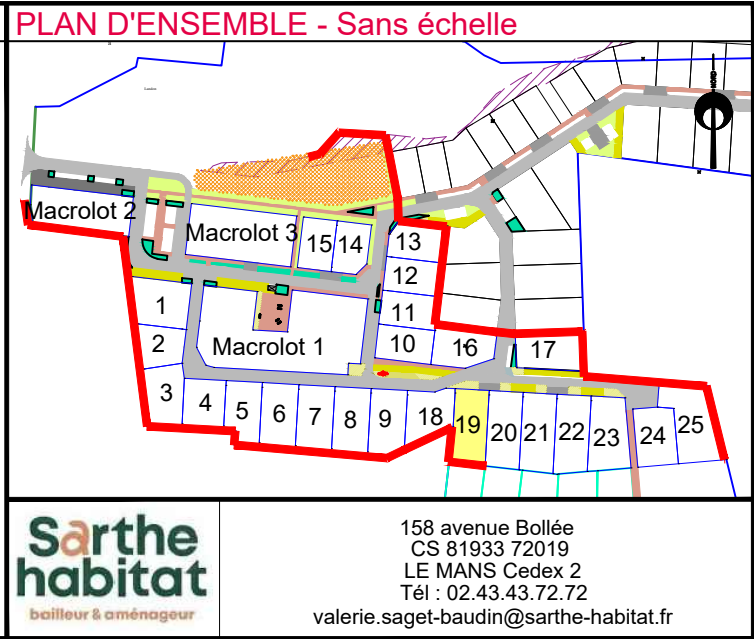 PLAN D'ENSEMBLE - Sans échelle
Macrolot 2
Macrolot 3
15
14
13
12
11
10
16
17
1
2
3
Macrolot 1
4
5
6
7
8
9
18
19
20
21
22
23
24
25
Sarthe
habitat
bailleur & aménageur
158 avenue Bollée
CS 81933 72019
LE MANS Cedex 2
Tél : 02.43.43.72.72
valerie.saget-baudin@sarthe-habitat.fr